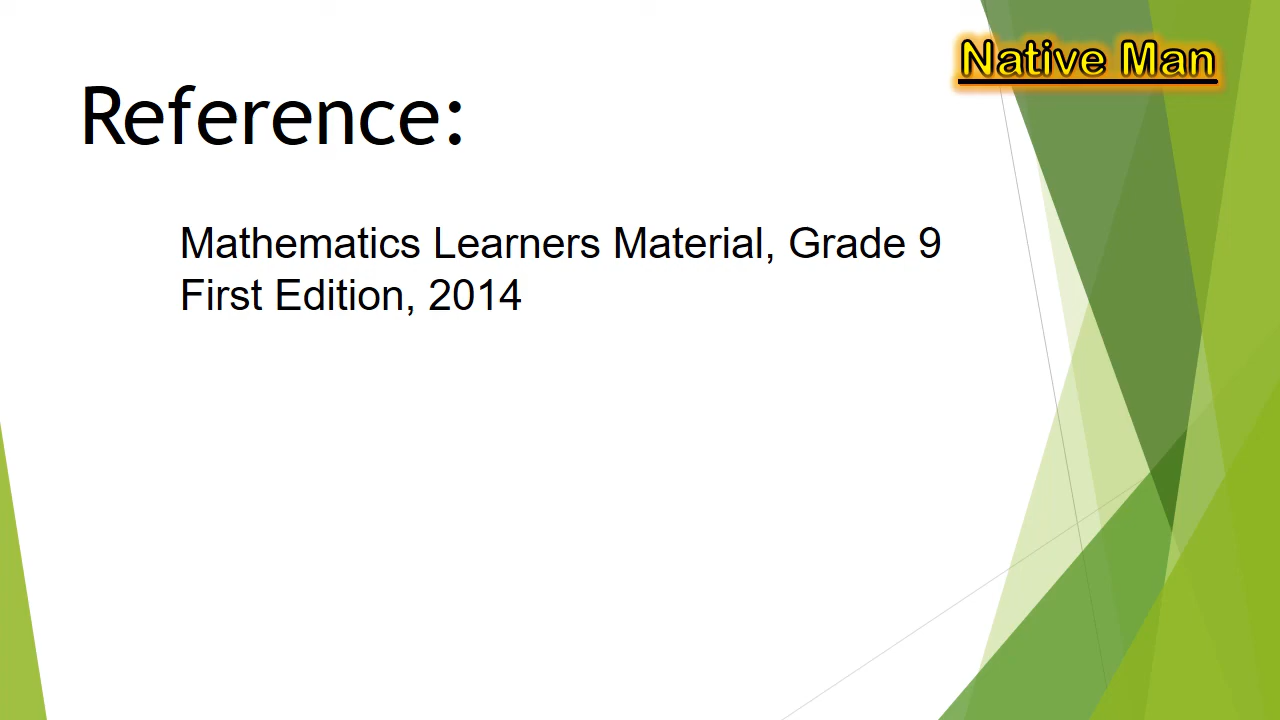 Native Man
Reference:
Mathematics Learners Material, Grade 9
First Edition, 2014